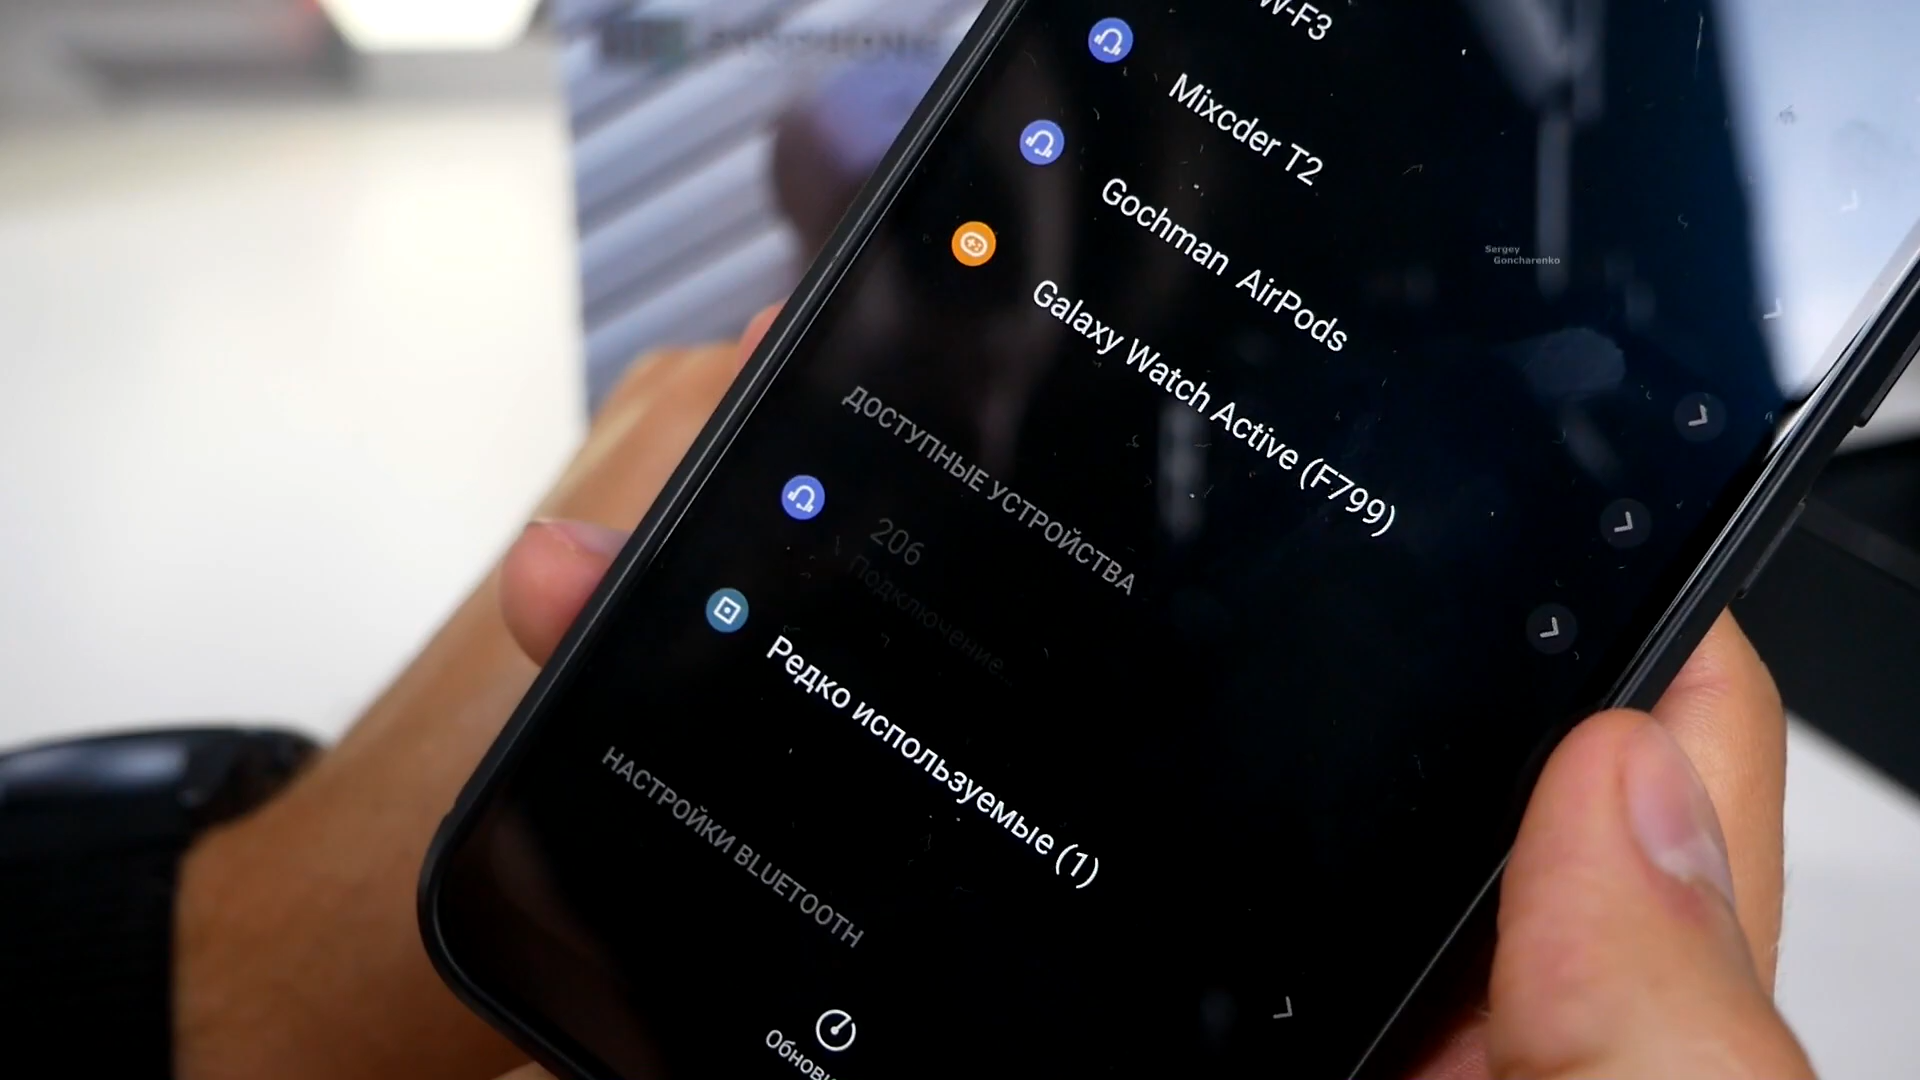 W-F3
Mixcder T2
Gochman AirPods
Galaxy Watch Active (F799)
ДОСТУПНЫЕ УСТРОЙСТВА
206
Подключение...
Редко используемые (1)
НАСТРОЙКИ BLUETOOTH
Sergey
Goncharenko